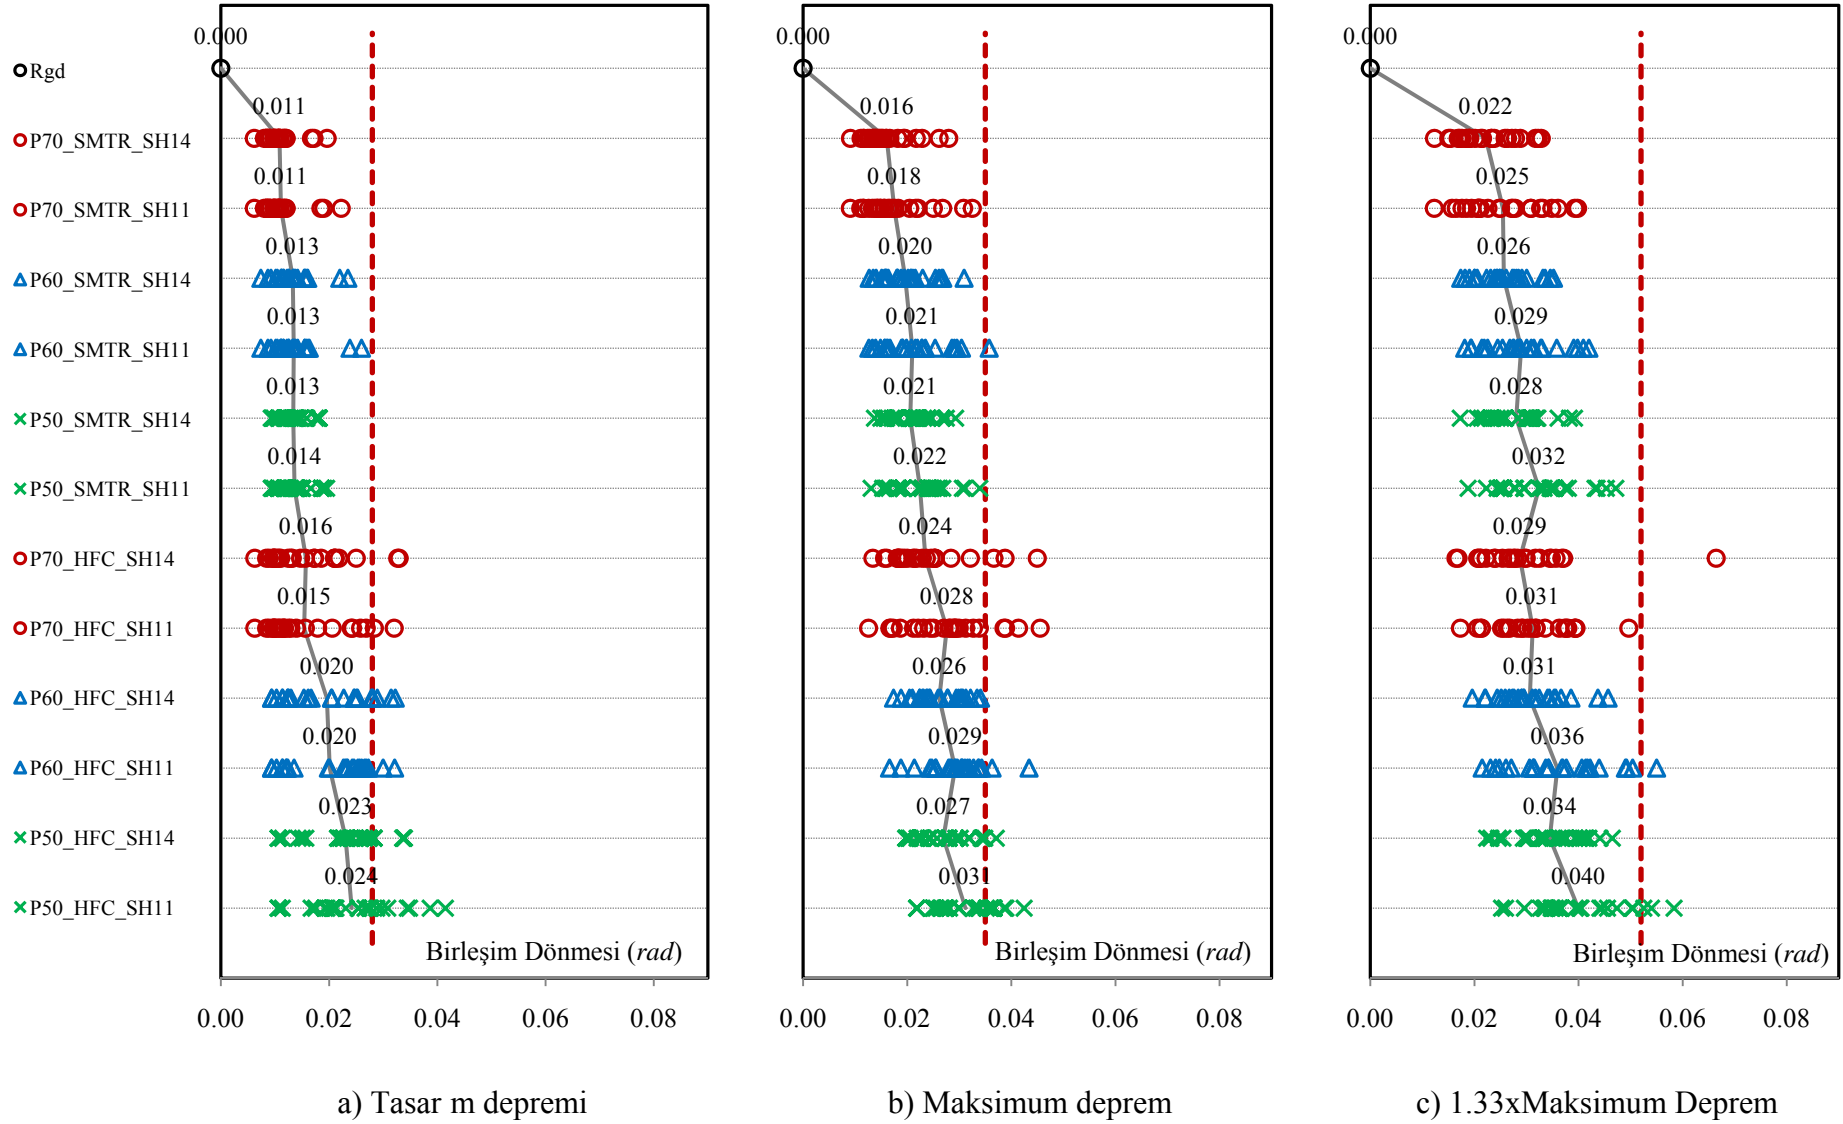 0.000 0.000 0.000
Rgd
0.011 0.016 0.022
P70_SMTR_SH14
0.011 0.018 0.025
P70_SMTR_SH11
0.013 0.020 0.026
P60_SMTR_SH14
0.013 0.021 0.029
P60_SMTR_SH11
0.013 0.021 0.028
P50_SMTR_SH14
0.014 0.022 0.032
P50_SMTR_SH11
0.016 0.024 0.029
P70_HFC_SH14
0.015 0.028 0.031
P70_HFC_SH11
0.020 0.026 0.031
P60_HFC_SH14
0.020 0.029 0.036
P60_HFC_SH11
0.023 0.027 0.034
P50_HFC_SH14
0.024 0.031 0.040
P50_HFC_SH11
Birleşim Dönmesi (rad) Birleşim Dönmesi (rad) Birleşim Dönmesi (rad)
0.00 0.02 0.04 0.06 0.08 0.00 0.02 0.04 0.06 0.08 0.00 0.02 0.04 0.06 0.08
a) Tasar m depremi b) Maksimum deprem c) 1.33xMaksimum Deprem